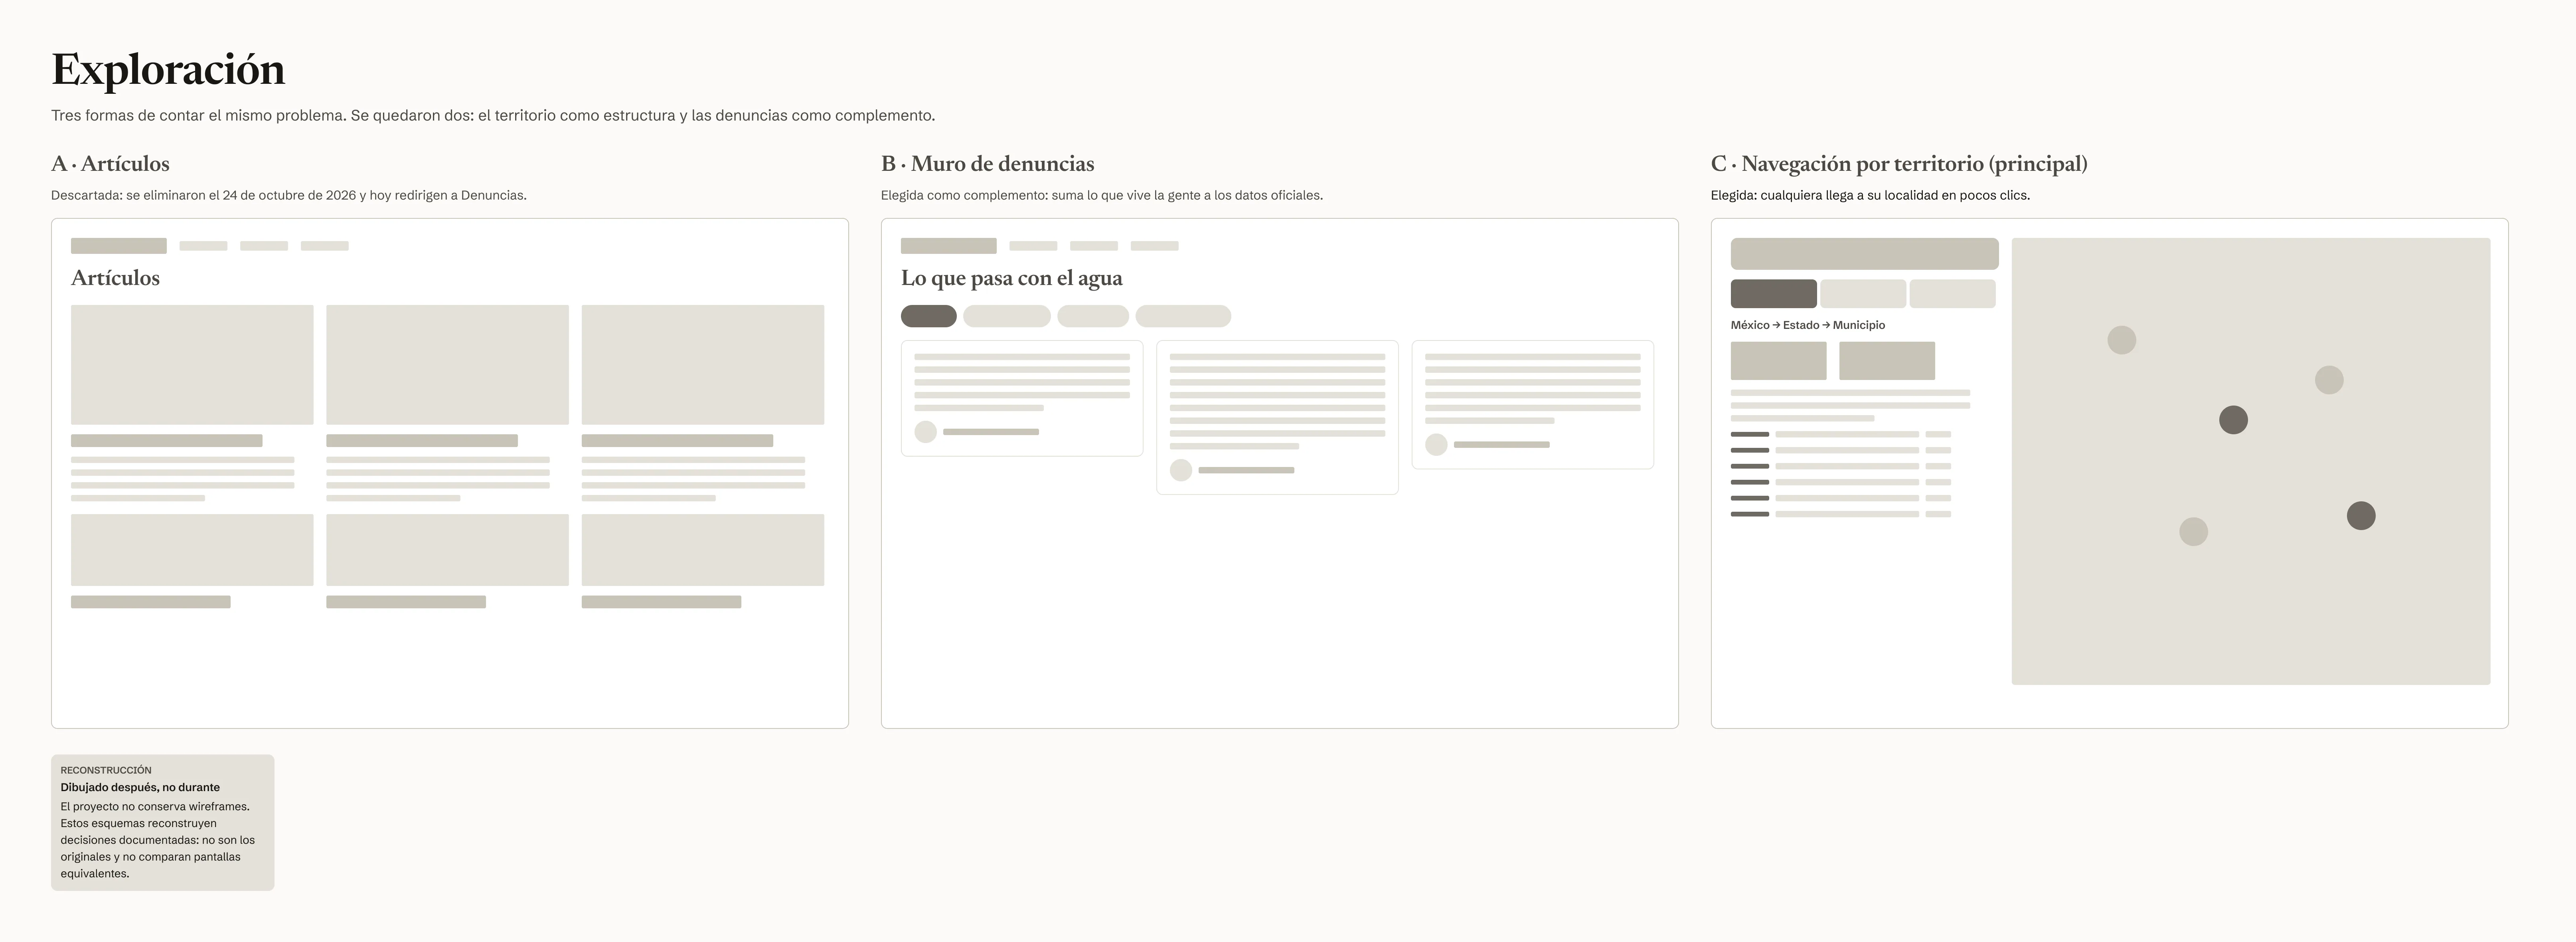 Exploración
Tres formas de contar el mismo problema. Se quedaron dos: el territorio como estructura y las denuncias como complemento.
A · Artículos
Descartada: se eliminaron el 24 de octubre de 2026 y hoy redirigen a Denuncias.
Artículos
B · Muro de denuncias
Elegida como complemento: suma lo que vive la gente a los datos oficiales.
Lo que pasa con el agua
C · Navegación por territorio (principal)
Elegida: cualquiera llega a su localidad en pocos clics.
México → Estado → Municipio
RECONSTRUCCIÓN
Dibujado después, no durante
El proyecto no conserva wireframes.
Estos esquemas reconstruyen
decisiones documentadas: no son los
originales y no comparan pantallas
equivalentes.